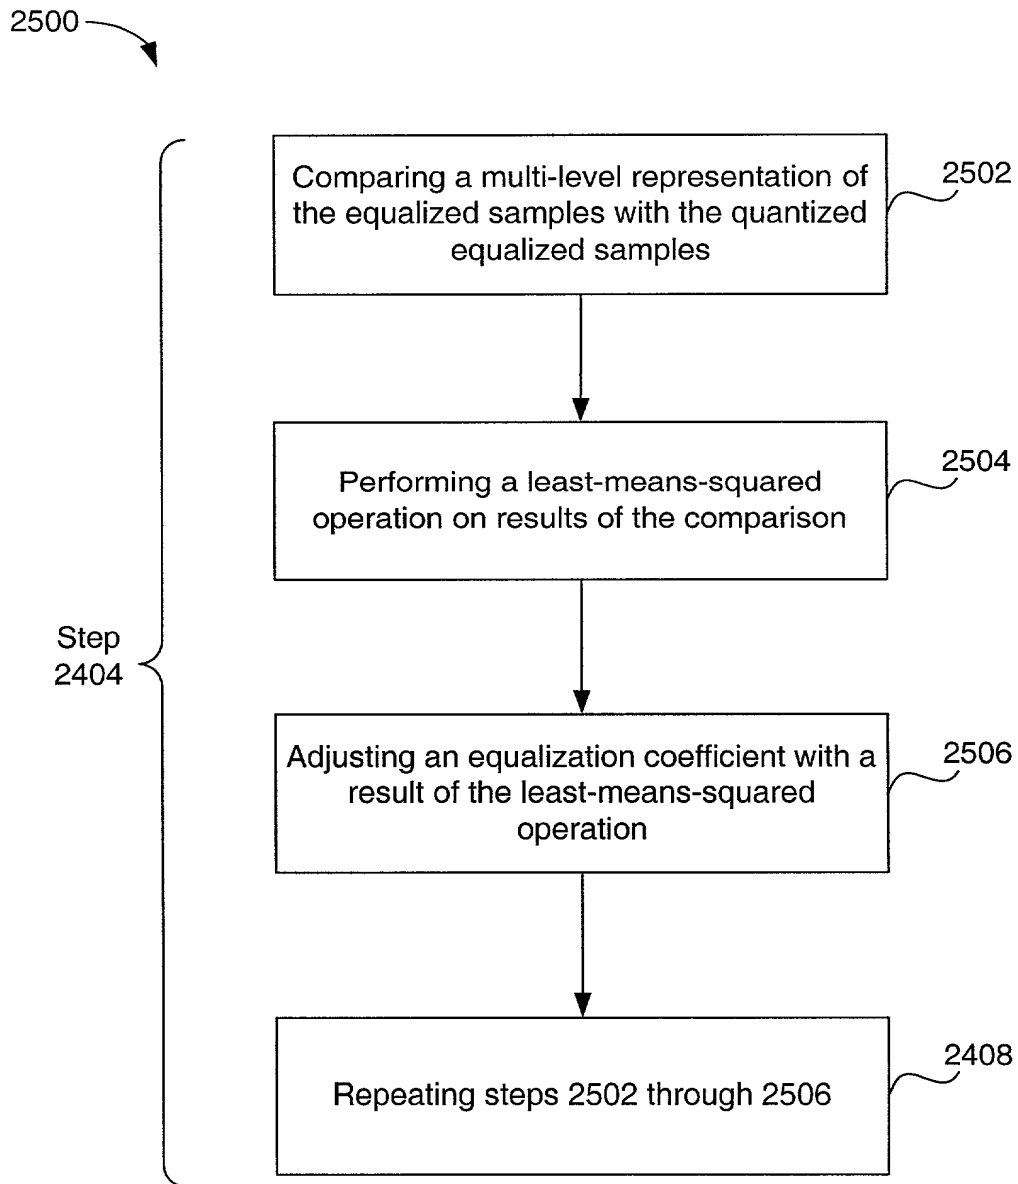 2500
Comparing a multi-level representation of
the equalized samples with the quantized
equalized samples
2502
Performing a least-means-squared
operation on results of the comparison
2504
Step
2404
Adjusting an equalization coefficient with a
result of the least-means-squared
operation
2506
Repeating steps 2502 through 2506
2408